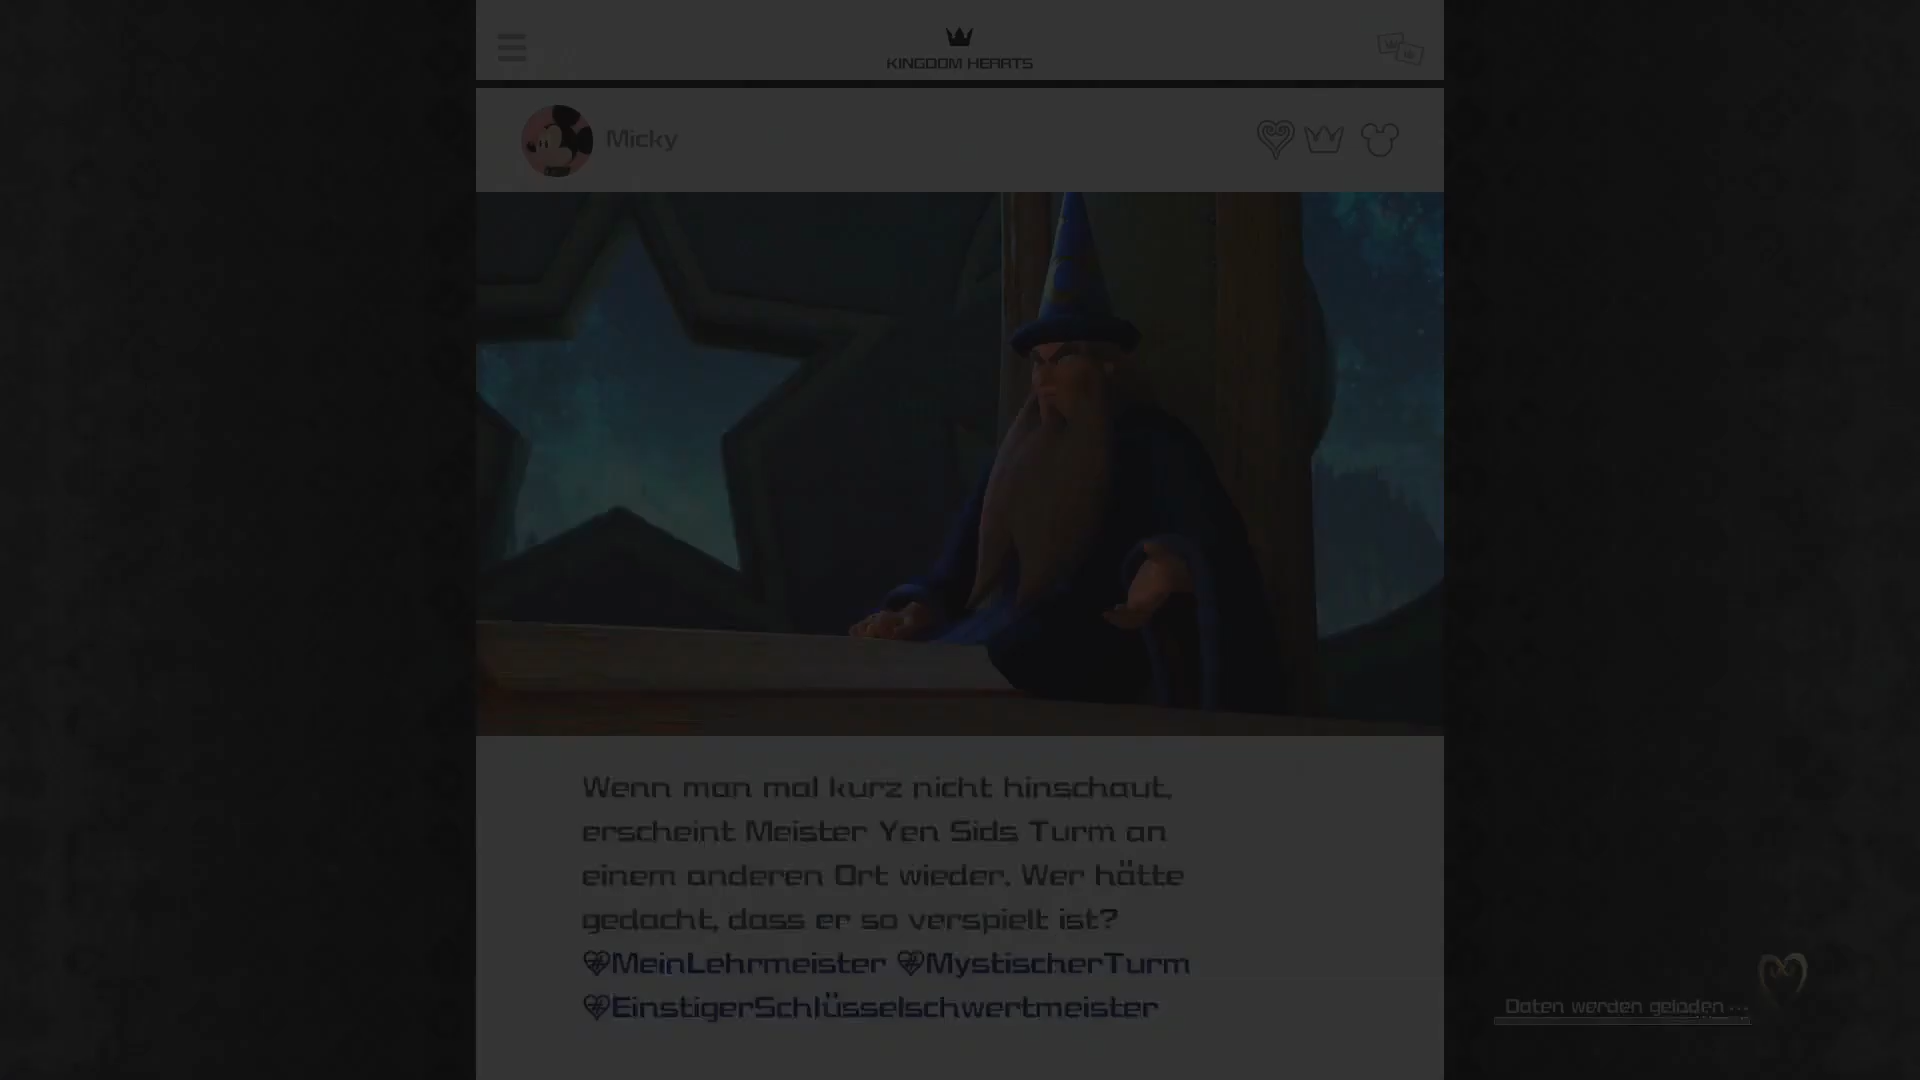 KINGDOM HEARTS
Micky
Wenn man mal kurz nicht hinschaut,
erscheint Meister Yen Sids Turm an
einem anderen Ort wieder. Wer hätte
gedacht, dass er so verspielt ist?
MeinLehrmeister MystischerTurm
EinstigerSchlüsselschwertmeister
Daten werden geladen ...